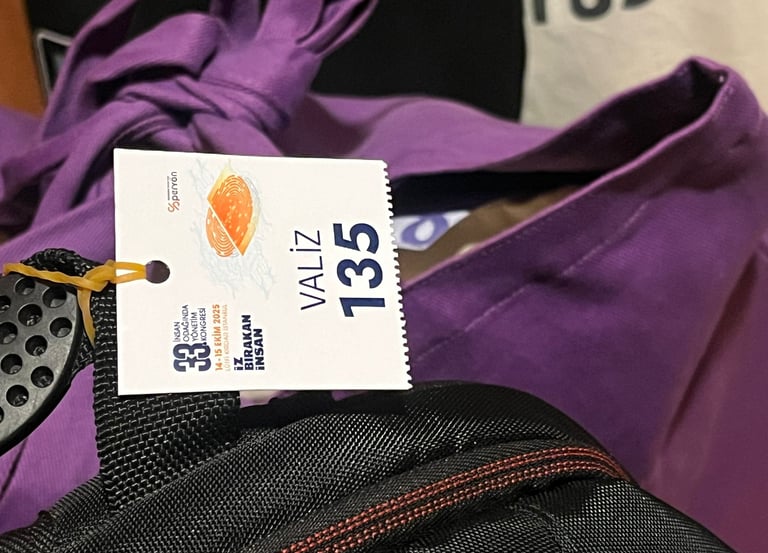 peryön
33
İNSAN
ODAĞINDA
YÖNETİM
KONGRESİ
14-15 EKİM 2025
İZ
BIRAKAN
İNSAN
VALİZ
135